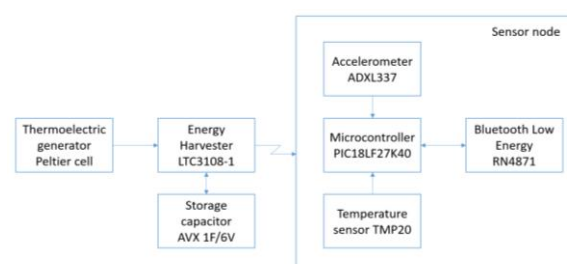 Sensor node
Accelerometer
ADXL337
Thermoelectric
generator
Peltier cell
Energy
Harvester
LTC3108-1
Microcontroller
PIC18LF27K40
Bluetooth Low
Energy
RN4871
Storage
capacitor
AVX 1F/6V
Temperature
sensor TMP20